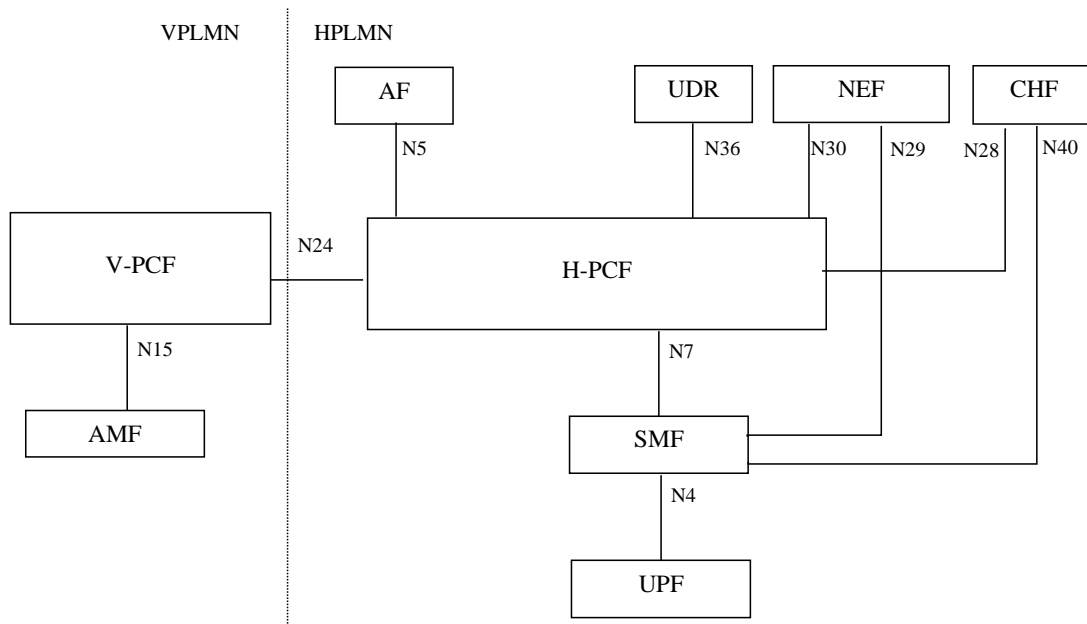 VPLMN
HPLMN
AF
UDR
NEF
CHF
N5
N36
N30
N29
N28
N40
N24
V-PCF
H-PCF
N15
N7
AMF
SMF
N4
UPF